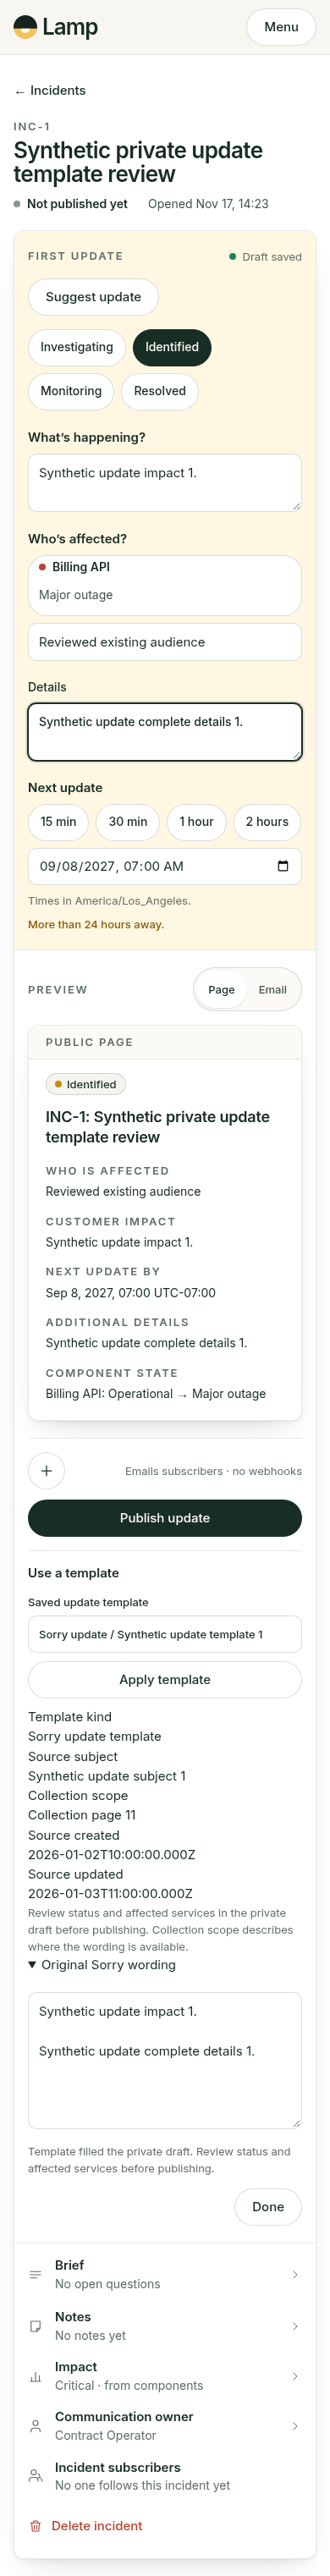 Lamp
Menu
← Incidents
INC-1
Synthetic private update
template review
Not published yet Opened Nov 17, 14:23
FIRST UPDATE Draft saved
Suggest update
Investigating Identified
Monitoring Resolved
What's happening?
Synthetic update impact 1.
Who's affected?
Billing API
Major outage
Reviewed existing audience
Details
Synthetic update complete details 1.
Next update
15 min 30 min 1 hour 2 hours
09/08/2027, 07:00 AM
Times in America/Los_Angeles.
More than 24 hours away.
PREVIEW Page Email
PUBLIC PAGE
Identified
INC-1: Synthetic private update
template review
WHO IS AFFECTED
Reviewed existing audience
CUSTOMER IMPACT
Synthetic update impact 1.
NEXT UPDATE BY
Sep 8, 2027, 07:00 UTC-07:00
ADDITIONAL DETAILS
Synthetic update complete details 1.
COMPONENT STATE
Billing API: Operational → Major outage
Emails subscribers · no webhooks
Publish update
Use a template
Saved update template
Sorry update / Synthetic update template 1
Apply template
Template kind
Sorry update template
Source subject
Synthetic update subject 1
Collection scope
Collection page 11
Source created
2026-01-02T10:00:00.000Z
Source updated
2026-01-03T11:00:00.000Z
Review status and affected services in the private
draft before publishing. Collection scope describes
where the wording is available.
▼ Original Sorry wording
Synthetic update impact 1.
Synthetic update complete details 1.
Template filled the private draft. Review status and
affected services before publishing.
Done
Brief
No open questions
Notes
No notes yet
Impact
Critical · from components
Communication owner
Contract Operator
Incident subscribers
No one follows this incident yet
Delete incident